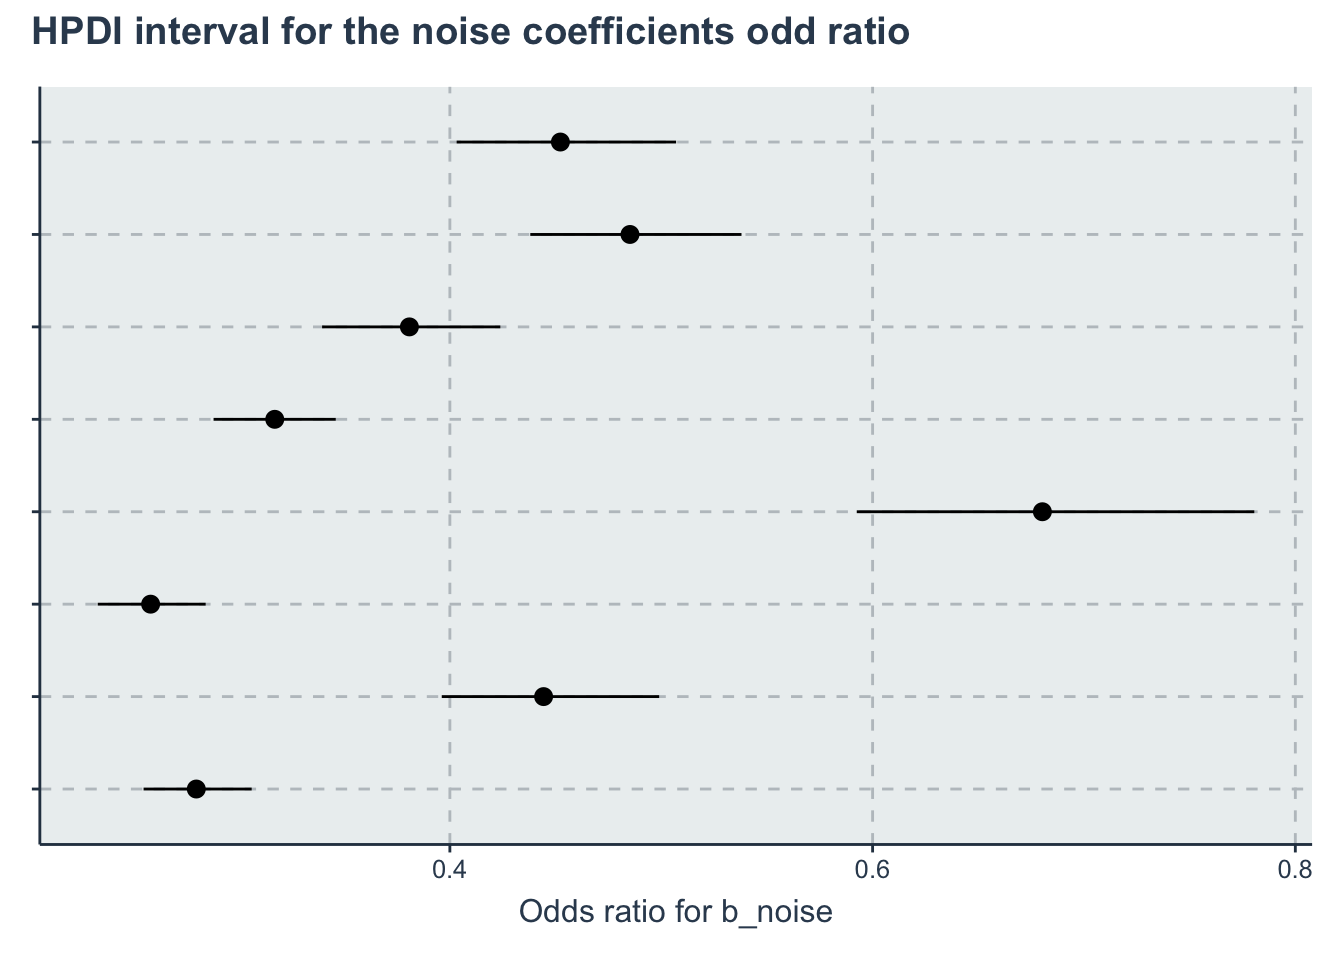 HPDI interval for the noise coefficients odd ratio
0.4
0.6
0.8
Odds ratio for b_noise